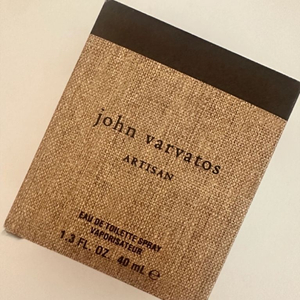 john varvatos
ARTISAN
EAU DE TOILETTE SPRAY
VAPORISATEUR
1.3 FL. OZ. 40 mL ℮